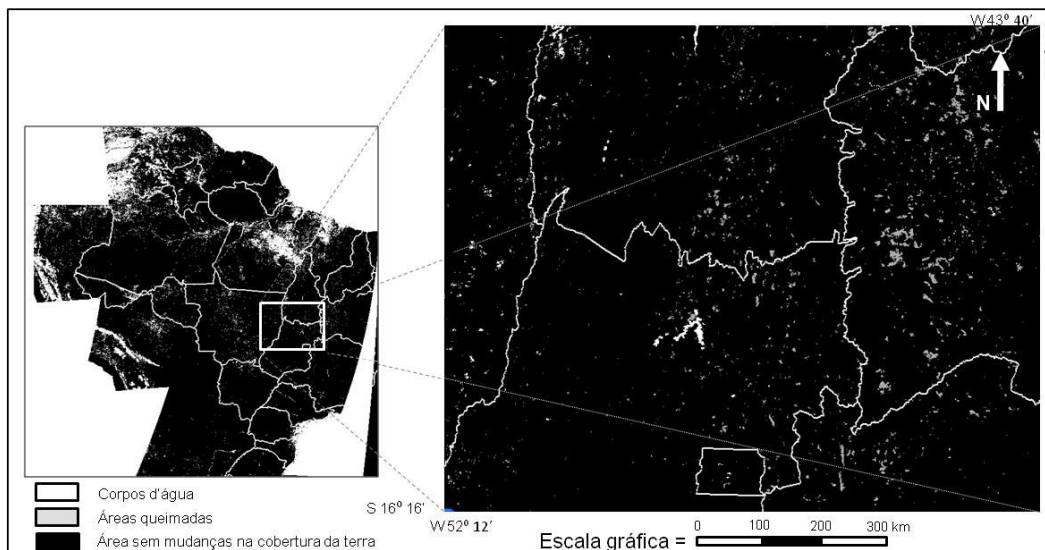 W43º 40'
N
Corpos d'água
Áreas queimadas
Área sem mudanças na cobertura da terra
S 16º 16'
W52º 12'
0 100 200 300 km
Escala gráfica =